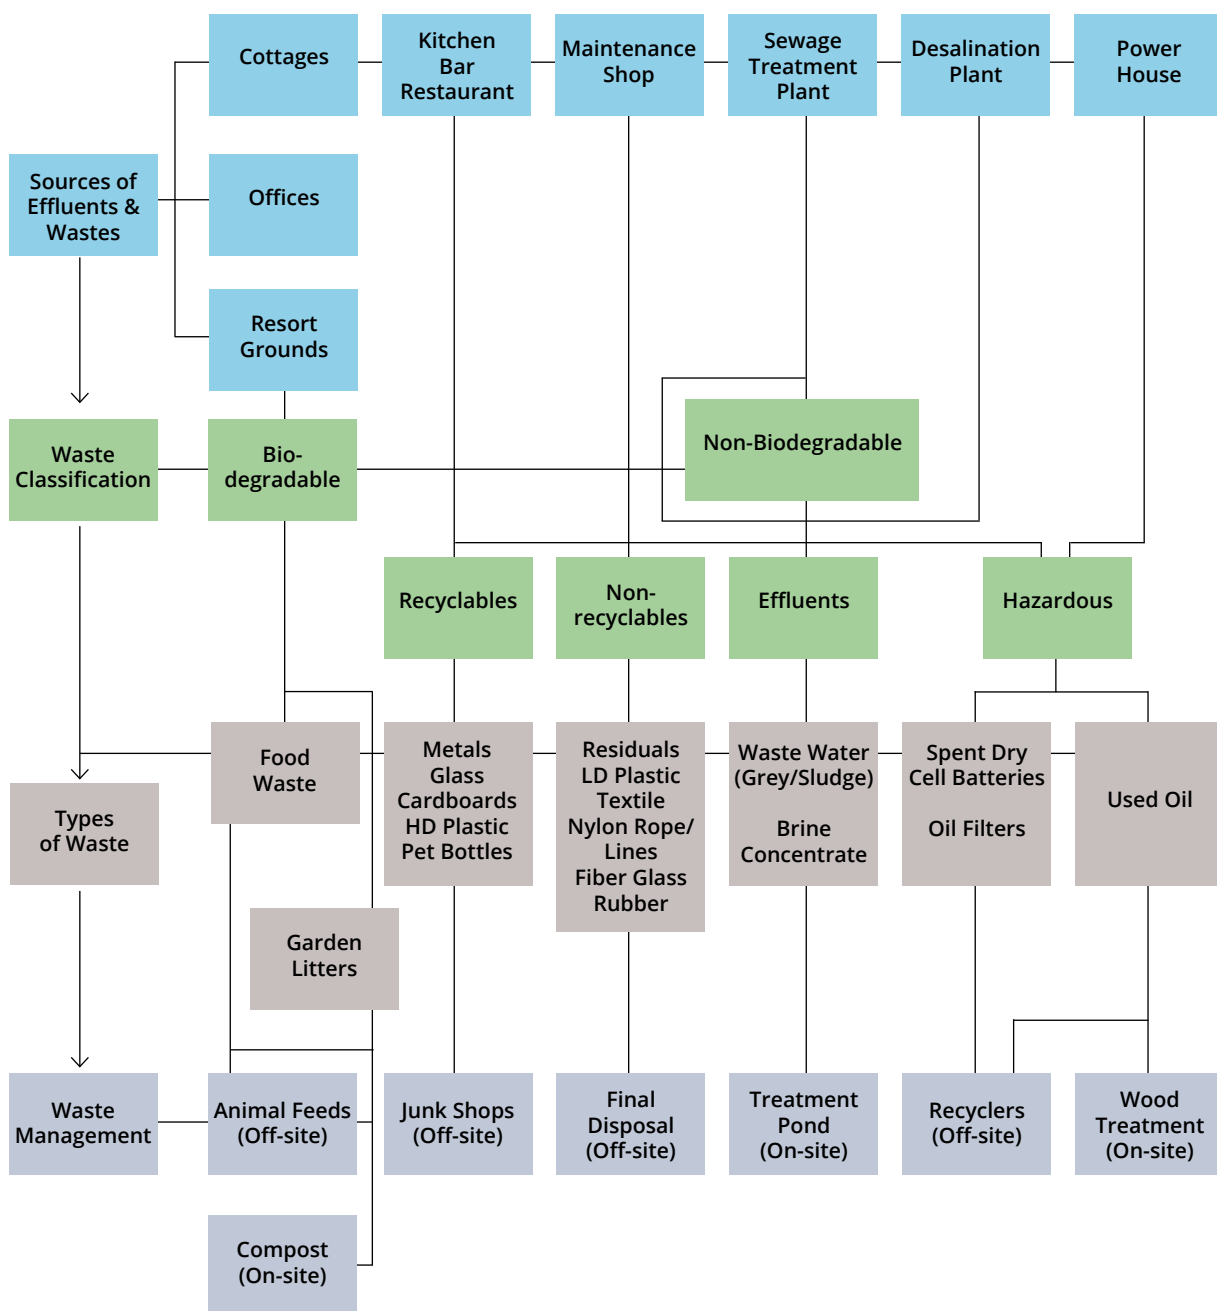 Cottages
Kitchen
Bar
Restaurant
Maintenance
Shop
Sewage
Treatment
Plant
Desalination
Plant
Power
House
Sources of
Effluents &
Wastes
Offices
Resort
Grounds
Waste
Classification
Bio-
degradable
Non-Biodegradable
Recyclables
Non-
recyclables
Effluents
Hazardous
Types
of Waste
Food
Waste
Metals
Glass
Cardboards
HD Plastic
Pet Bottles
Residuals
LD Plastic
Textile
Nylon Rope/
Lines
Fiber Glass
Rubber
Waste Water
(Grey/Sludge)
Brine
Concentrate
Spent Dry
Cell Batteries
Oil Filters
Used Oil
Garden
Litters
Waste
Management
Animal Feeds
(Off-site)
Junk Shops
(Off-site)
Final
Disposal
(Off-site)
Treatment
Pond
(On-site)
Recyclers
(Off-site)
Wood
Treatment
(On-site)
Compost
(On-site)